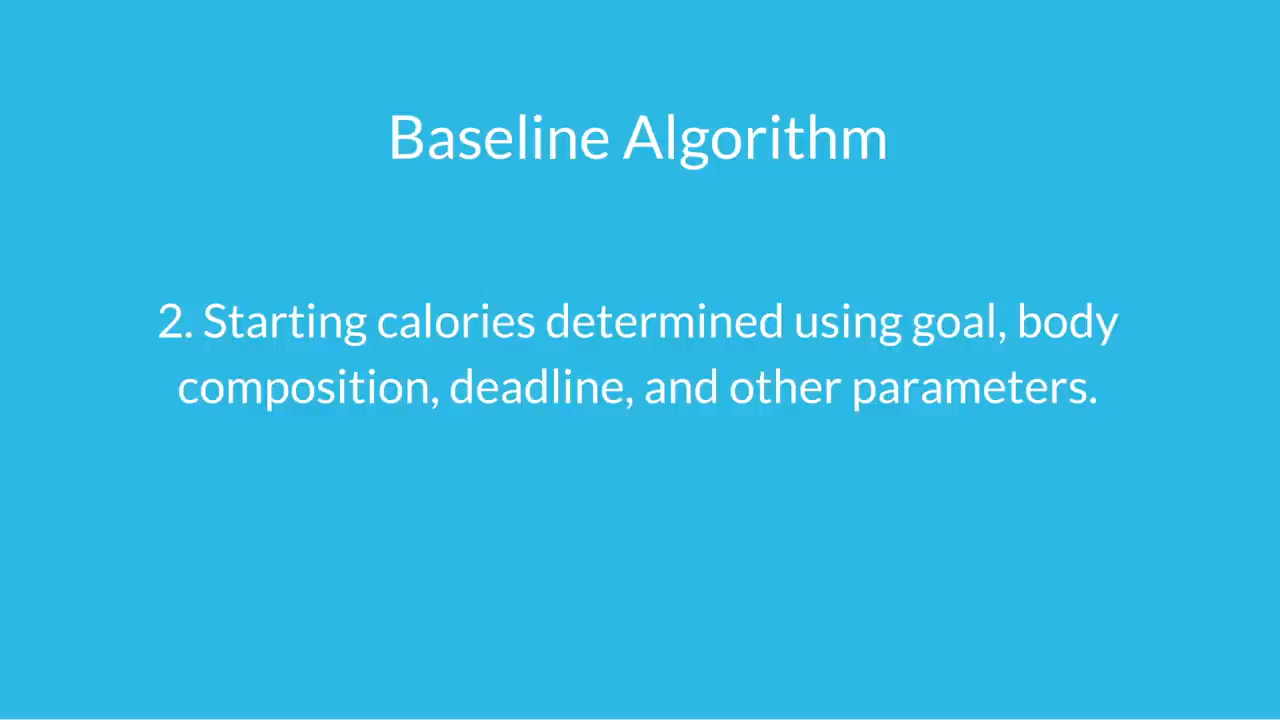 Baseline Algorithm
2. Starting calories determined using goal, body
composition, deadline, and other parameters.